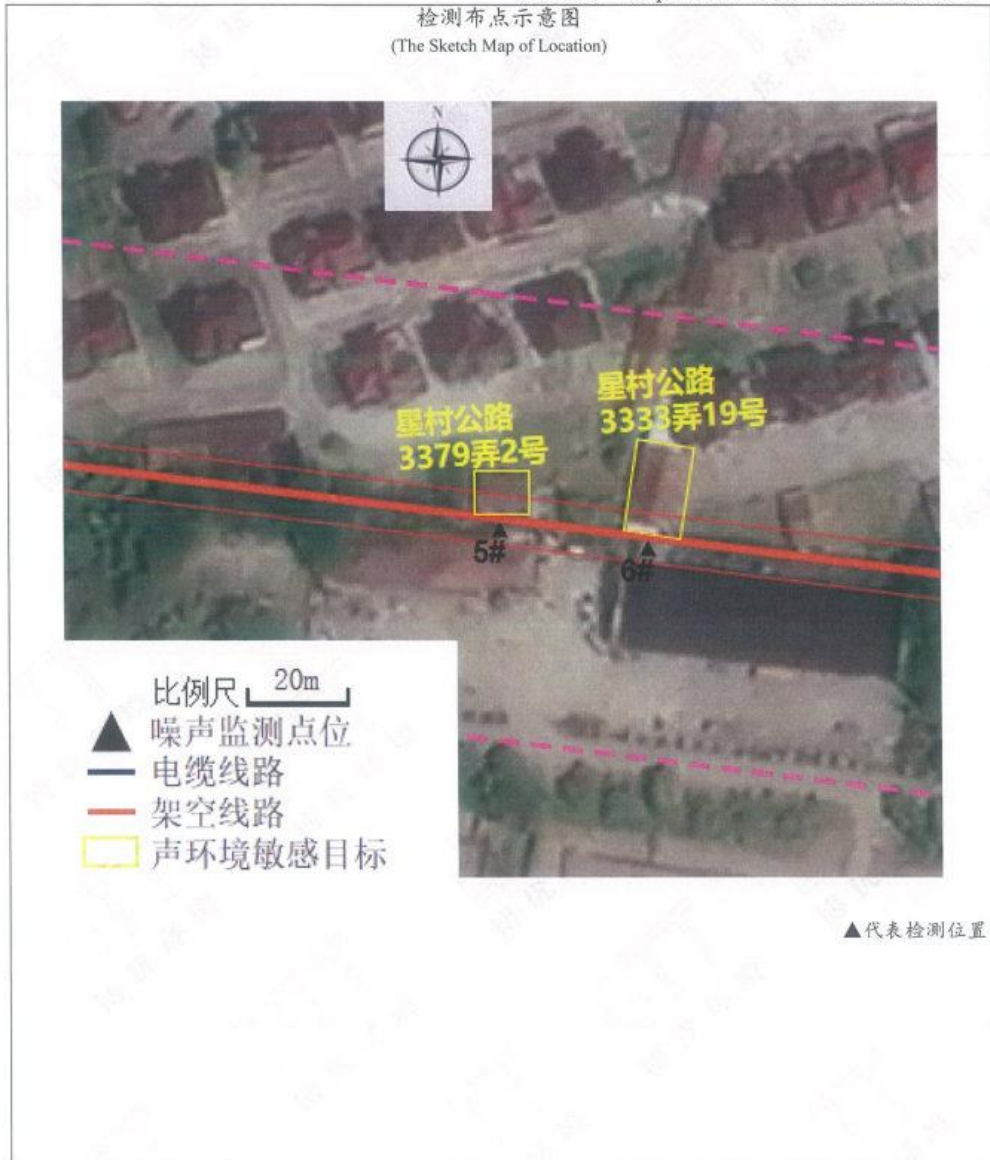 检测布点示意图
(The Sketch Map of Location)
N
星村公路
3379弄2号
星村公路
3333弄19号
5#
6#
比例尺 20m
▲ 噪声监测点位
电缆线路
架空线路
声环境敏感目标
▲代表检测位置